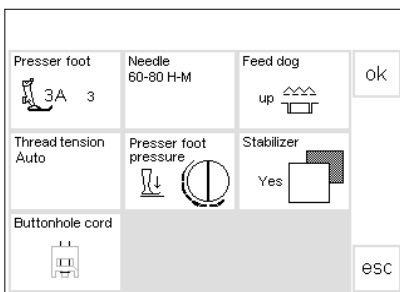 Presser foot
3A 3
Needle
60-80 H-M
Feed dog
up
ok
Thread tension
Auto
Presser foot
pressure
Stabilizer
Yes
Buttonhole cord
esc